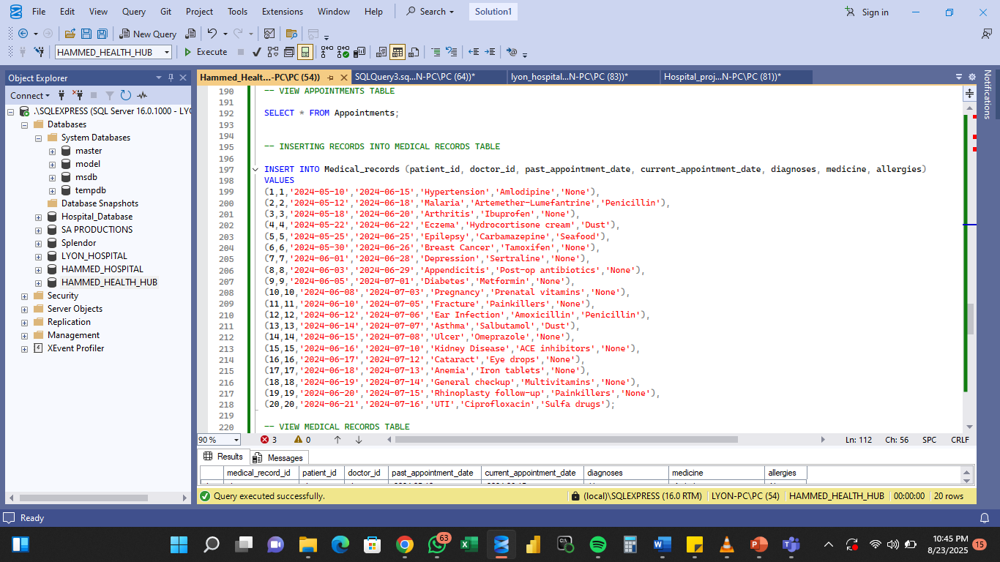 File Edit View Query Git Project Tools Extensions Window Help Search Solution1 Sign in
New Query
HAMMED_HEALTH_HUB Execute
Object Explorer
Connect
.\SQLEXPRESS (SQL Server 16.0.1000 - LYO
Databases
System Databases
master
model
msdb
tempdb
Database Snapshots
Hospital_Database
SA PRODUCTIONS
Splendor
LYON_HOSPITAL
HAMMED_HOSPITAL
HAMMED_HEALTH_HUB
Security
Server Objects
Replication
Management
XEvent Profiler
Hammed_Healt...-PC\PC (54)) SQLQuery3.sq...N-PC\PC (64))* lyon_hospital...N-PC\PC (83))* Hospital_proj...N-PC\PC (81))*
190 -- VIEW APPOINTMENTS TABLE
191
192 SELECT * FROM Appointments;
193
194
195 -- INSERTING RECORDS INTO MEDICAL RECORDS TABLE
196
197 INSERT INTO Medical_records (patient_id, doctor_id, past_appointment_date, current_appointment_date, diagnoses, medicine, allergies)
198 VALUES
199 (1,1,'2024-05-10','2024-06-15','Hypertension','Amlodipine','None'),
200 (2,2,'2024-05-12','2024-06-18','Malaria','Artemether-Lumefantrine','Penicillin'),
201 (3,3,'2024-05-18','2024-06-20','Arthritis','Ibuprofen','None'),
202 (4,4,'2024-05-22','2024-06-22','Eczema','Hydrocortisone cream','Dust'),
203 (5,5,'2024-05-25','2024-06-25','Epilepsy','Carbamazepine','Seafood'),
204 (6,6,'2024-05-30','2024-06-26','Breast Cancer','Tamoxifen','None'),
205 (7,7,'2024-06-01','2024-06-28','Depression','Sertraline','None'),
206 (8,8,'2024-06-03','2024-06-29','Appendicitis','Post-op antibiotics','None'),
207 (9,9,'2024-06-05','2024-07-01','Diabetes','Metformin','None'),
208 (10,10,'2024-06-08','2024-07-03','Pregnancy','Prenatal vitamins','None'),
209 (11,11,'2024-06-10','2024-07-05','Fracture','Painkillers','None'),
210 (12,12,'2024-06-12','2024-07-06','Ear Infection','Amoxicillin','Penicillin'),
211 (13,13,'2024-06-14','2024-07-07','Asthma','Salbutamol','Dust'),
212 (14,14,'2024-06-15','2024-07-08','Ulcer','Omeprazole','None'),
213 (15,15,'2024-06-16','2024-07-10','Kidney Disease','ACE inhibitors','None'),
214 (16,16,'2024-06-17','2024-07-12','Cataract','Eye drops','None'),
215 (17,17,'2024-06-18','2024-07-13','Anemia','Iron tablets','None'),
216 (18,18,'2024-06-19','2024-07-14','General checkup','Multivitamins','None'),
217 (19,19,'2024-06-20','2024-07-15','Rhinoplasty follow-up','Painkillers','None'),
218 (20,20,'2024-06-21','2024-07-16','UTI','Ciprofloxacin','Sulfa drugs');
219
220 -- VIEW MEDICAL RECORDS TABLE
90 % 3 0 Ln: 112 Ch: 56 SPC CRLF
Results Messages
medical_record_id patient_id doctor_id past_appointment_date current_appointment_date diagnoses medicine allergies
Query executed successfully. (local)\SQLEXPRESS (16.0 RTM) LYON-PC\PC (54) HAMMED_HEALTH_HUB 00:00:00 20 rows
Notifications
Ready
63
10:45 PM
8/23/2025 15